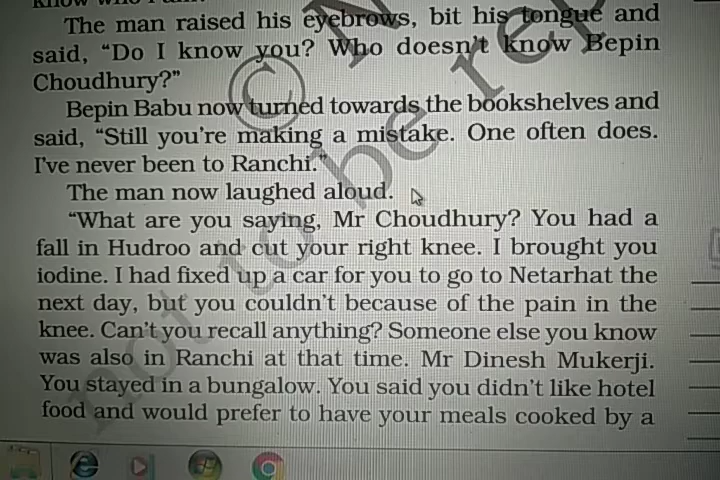 The man raised his eyebrows, bit his tongue and
said, “Do I know you? Who doesn’t know Bepin
Choudhury?”
Bepin Babu now turned towards the bookshelves and
said, “Still you’re making a mistake. One often does.
I’ve never been to Ranchi.”
The man now laughed aloud.
“What are you saying, Mr Choudhury? You had a
fall in Hudroo and cut your right knee. I brought you
iodine. I had fixed up a car for you to go to Netarhat the
next day, but you couldn’t because of the pain in the
knee. Can’t you recall anything? Someone else you know
was also in Ranchi at that time. Mr Dinesh Mukerji.
You stayed in a bungalow. You said you didn’t like hotel
food and would prefer to have your meals cooked by a
© N
not to be rep